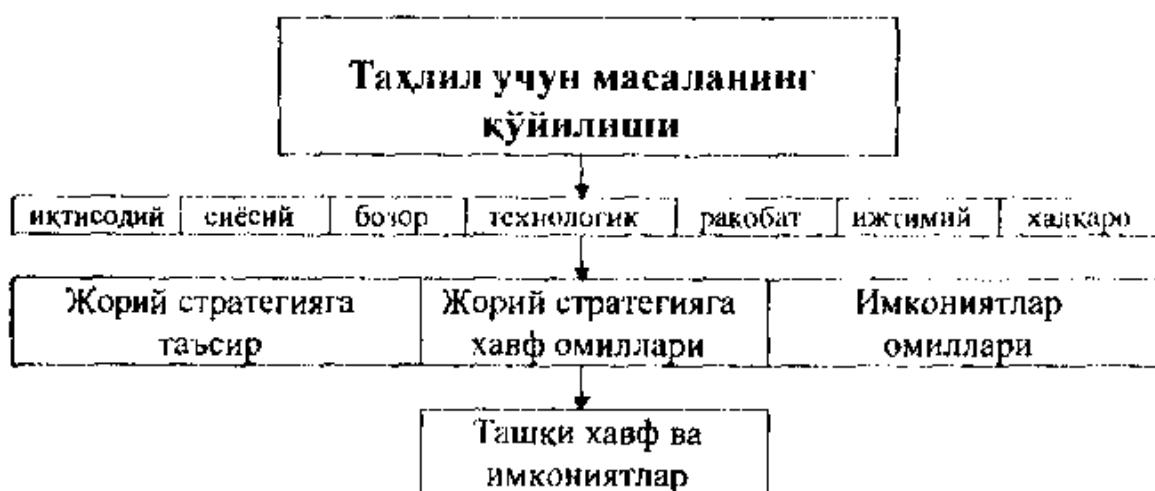 Таҳлил учун масаланинг
қўйилиши
иқтисодий сиёсий бозор технологик рақобат ижтимий халқаро
Жорий стратегияга Жорий стратегияга Имкониятлар
таъсир хавф омиллари омиллари
Ташқи хавф ва
имкониятлар